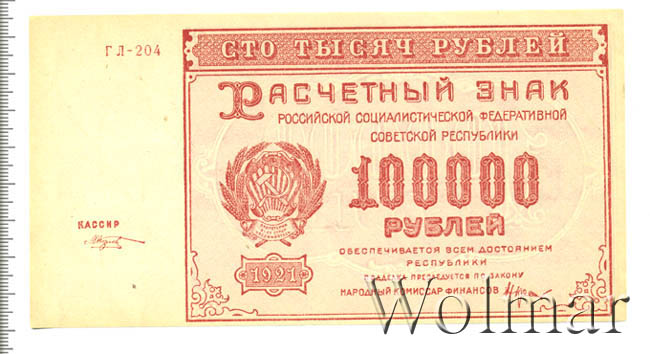 ГЛ-204
СТО ТЫСЯЧ РУБЛЕЙ
РАСЧЕТНЫЙ ЗНАК
РОССИЙСКОЙ СОЦИАЛИСТИЧЕСКОЙ ФЕДЕРАТИВНОЙ
СОВЕТСКОЙ РЕСПУБЛИКИ
100000
РУБЛЕЙ
КАССИР
ОБЕСПЕЧИВАЕТСЯ ВСЕМ ДОСТОЯНИЕМ
РЕСПУБЛИКИ
1921
ПОДДЕЛКА ПРЕСЛЕДУЕТСЯ ПО ЗАКОНУ
НАРОДНЫЙ КОМИССАР ФИНАНСОВ
Wolmar